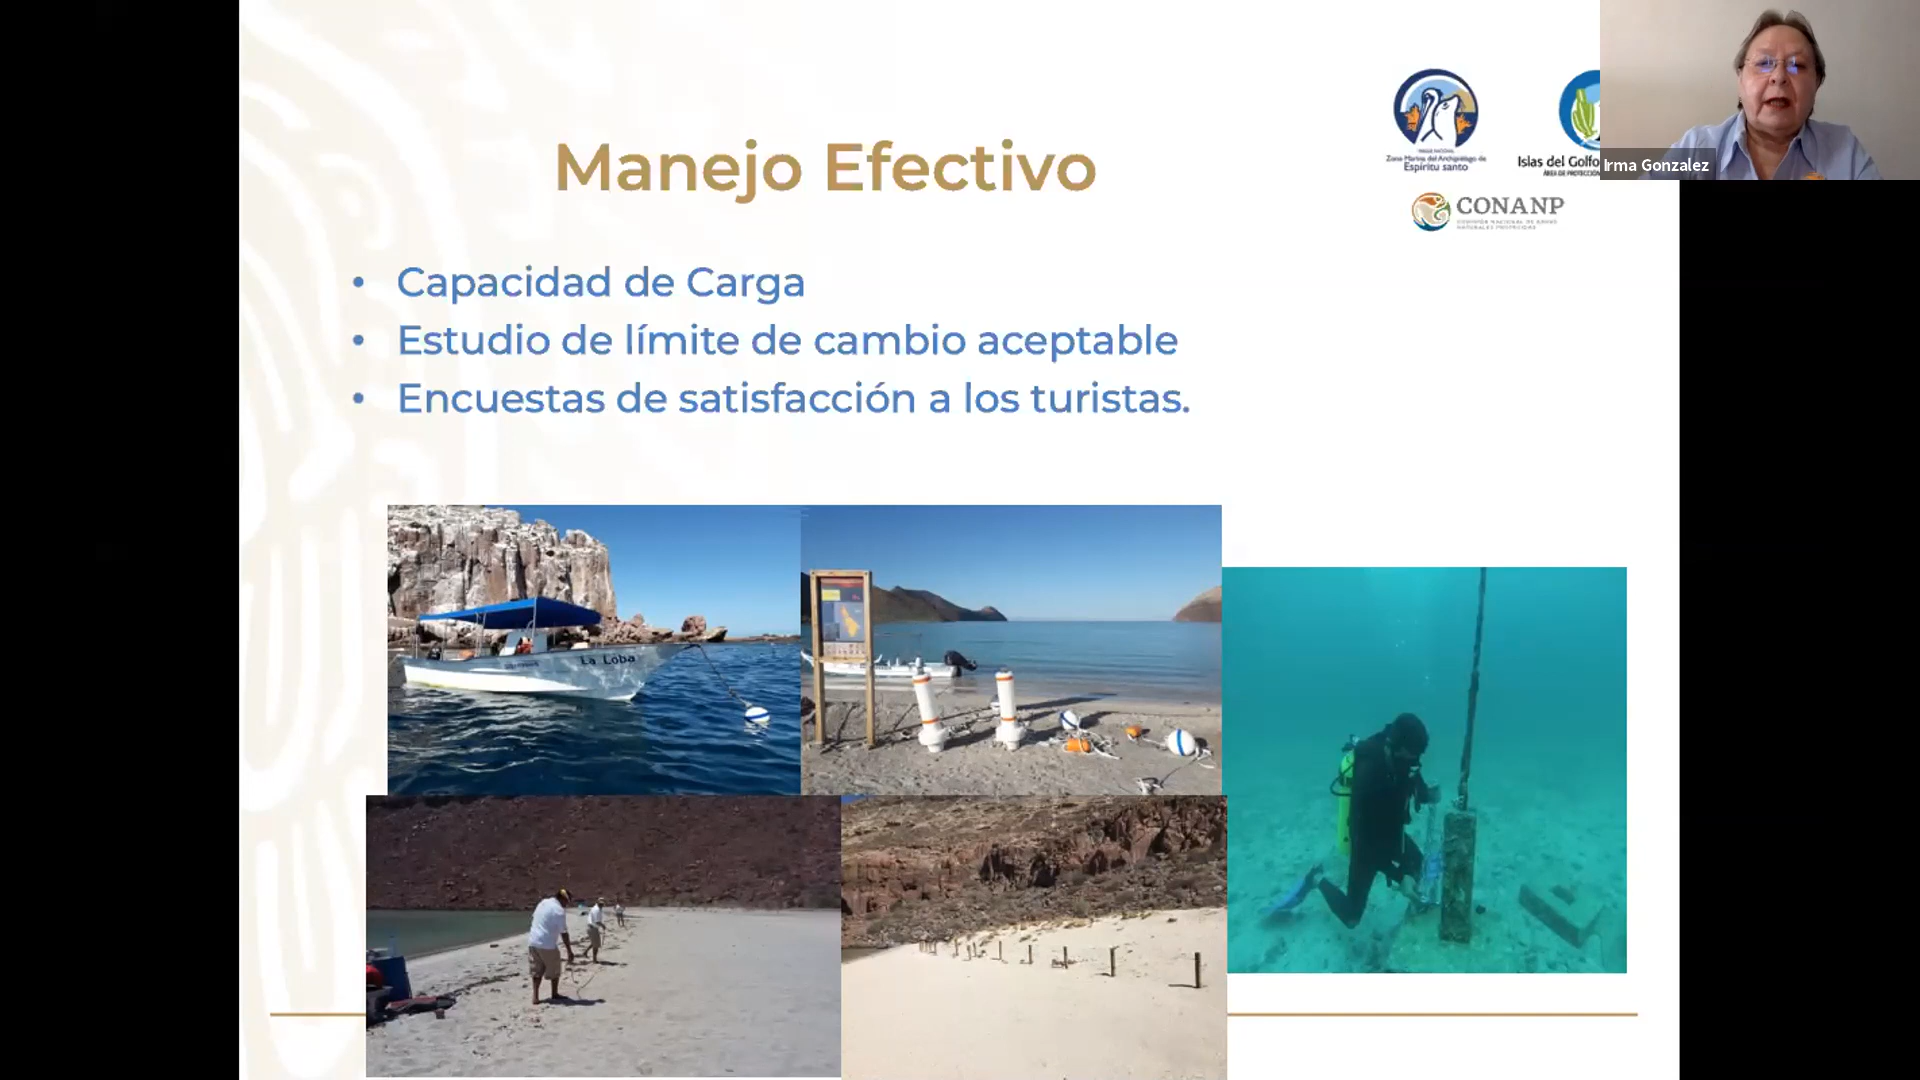 Manejo Efectivo
PARQUE NACIONAL
Zona Marina del Archipiélago de
Espíritu santo
Islas del Golfo
ÁREA DE PROTECCIÓN
CONANP
COMISIÓN NACIONAL DE ÁREAS
NATURALES PROTEGIDAS
Irma Gonzalez
• Capacidad de Carga
• Estudio de límite de cambio aceptable
• Encuestas de satisfacción a los turistas.
La Loba